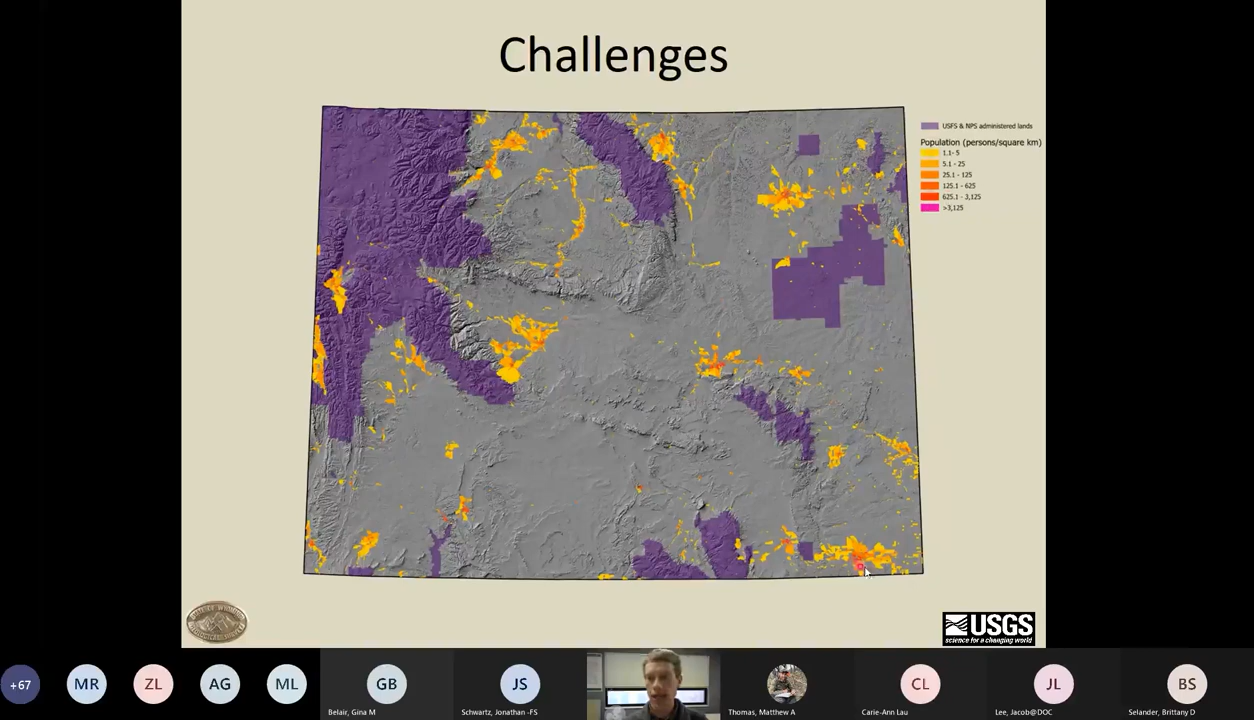 Challenges
USFS & NPS administered lands
Population (persons/square km)
1.1- 5
5.1 - 25
25.1 - 125
125.1 - 625
625.1 - 3,125
>3,125
USGS
science for a changing world
+67
MR
ZL
AG
ML
GB
JS
CL
JL
BS
Belair, Gina M
Schwartz, Jonathan -FS
Thomas, Matthew A
Carie-Ann Lau
Lee, Jacob@DOC
Selander, Brittany D